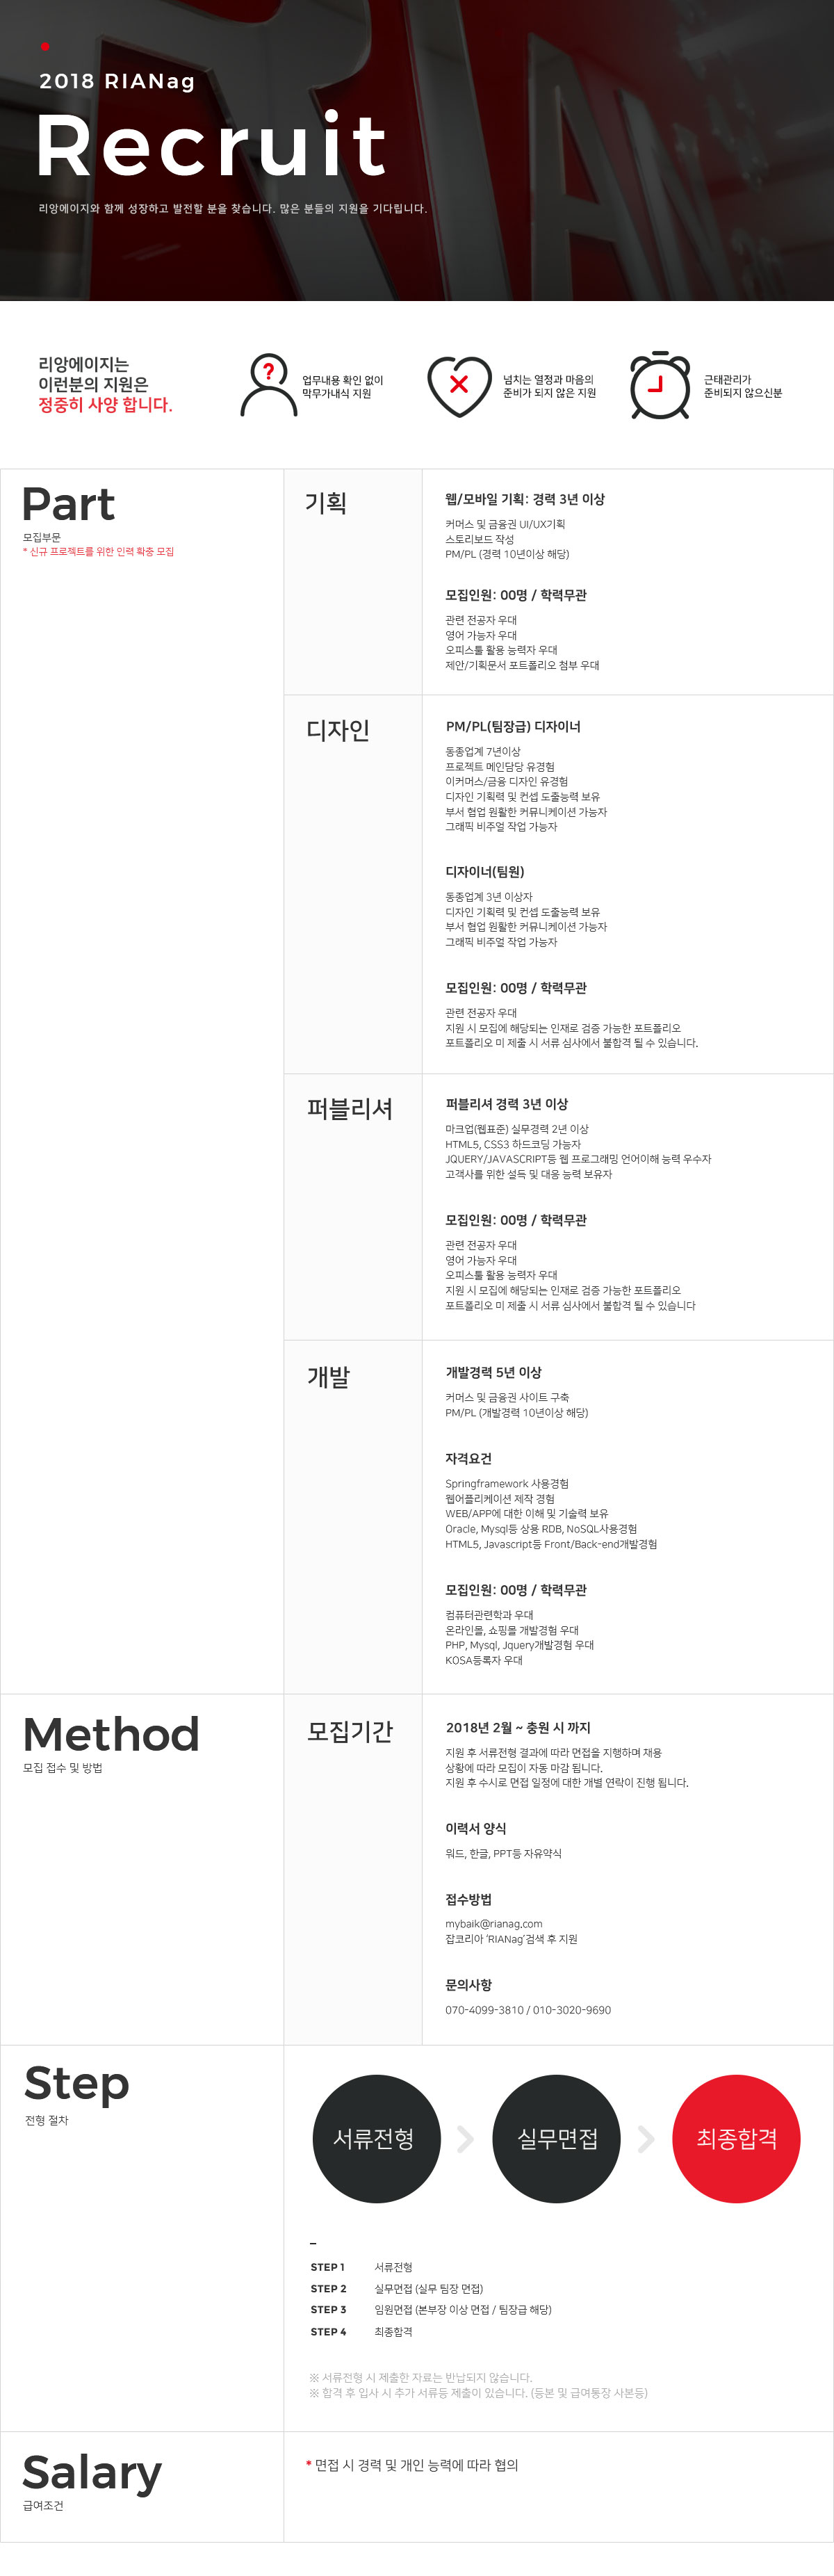 2018 RIANag
Recruit
리앙에이지와 함께 성장하고 발전할 분을 찾습니다. 많은 분들의 지원을 기다립니다.
리앙에이지는
이런분의 지원은
정중히 사양 합니다.
?
업무내용 확인 없이
막무가내식 지원
넘치는 열정과 마음의
준비가 되지 않은 지원
근태관리가
준비되지 않으신분
Part
모집부문
* 신규 프로젝트를 위한 인력 확충 모집
기획
웹/모바일 기획: 경력 3년 이상
커머스 및 금융권 UI/UX기획
스토리보드 작성
PM/PL (경력 10년이상 해당)
모집인원: 00명 / 학력무관
관련 전공자 우대
영어 가능자 우대
오피스툴 활용 능력자 우대
제안/기획문서 포트폴리오 첨부 우대
디자인
PM/PL(팀장급) 디자이너
동종업계 7년이상
프로젝트 메인담당 유경험
이커머스/금융 디자인 유경험
디자인 기획력 및 컨셉 도출능력 보유
부서 협업 원활한 커뮤니케이션 가능자
그래픽 비주얼 작업 가능자
디자이너(팀원)
동종업계 3년 이상자
디자인 기획력 및 컨셉 도출능력 보유
부서 협업 원활한 커뮤니케이션 가능자
그래픽 비주얼 작업 가능자
모집인원: 00명 / 학력무관
관련 전공자 우대
지원 시 모집에 해당되는 인재로 검증 가능한 포트폴리오
포트폴리오 미 제출 시 서류 심사에서 불합격 될 수 있습니다.
퍼블리셔
퍼블리셔 경력 3년 이상
마크업(웹표준) 실무경력 2년 이상
HTML5, CSS3 하드코딩 가능자
JQUERY/JAVASCRIPT등 웹 프로그래밍 언어이해 능력 우수자
고객사를 위한 설득 및 대응 능력 보유자
모집인원: 00명 / 학력무관
관련 전공자 우대
영어 가능자 우대
오피스툴 활용 능력자 우대
지원 시 모집에 해당되는 인재로 검증 가능한 포트폴리오
포트폴리오 미 제출 시 서류 심사에서 불합격 될 수 있습니다
개발
개발경력 5년 이상
커머스 및 금융권 사이트 구축
PM/PL (개발경력 10년이상 해당)
자격요건
Springframework 사용경험
웹어플리케이션 제작 경험
WEB/APP에 대한 이해 및 기술력 보유
Oracle, Mysql등 상용 RDB, NoSQL사용경험
HTML5, Javascript등 Front/Back-end개발경험
모집인원: 00명 / 학력무관
컴퓨터관련학과 우대
온라인몰, 쇼핑몰 개발경험 우대
PHP, Mysql, Jquery개발경험 우대
KOSA등록자 우대
Method
모집 접수 및 방법
모집기간
2018년 2월 ~ 충원 시 까지
지원 후 서류전형 결과에 따라 면접을 지행하며 채용
상황에 따라 모집이 자동 마감 됩니다.
지원 후 수시로 면접 일정에 대한 개별 연락이 진행 됩니다.
이력서 양식
워드, 한글, PPT등 자유약식
접수방법
mybaik@rianag.com
잡코리아 ‘RIANag’검색 후 지원
문의사항
070-4099-3810 / 010-3020-9690
Step
전형 절차
서류전형
실무면접
최종합격
STEP 1 서류전형
STEP 2 실무면접 (실무 팀장 면접)
STEP 3 임원면접 (본부장 이상 면접 / 팀장급 해당)
STEP 4 최종합격
※ 서류전형 시 제출한 자료는 반납되지 않습니다.
※ 합격 후 입사 시 추가 서류등 제출이 있습니다. (등본 및 급여통장 사본등)
Salary
급여조건
* 면접 시 경력 및 개인 능력에 따라 협의